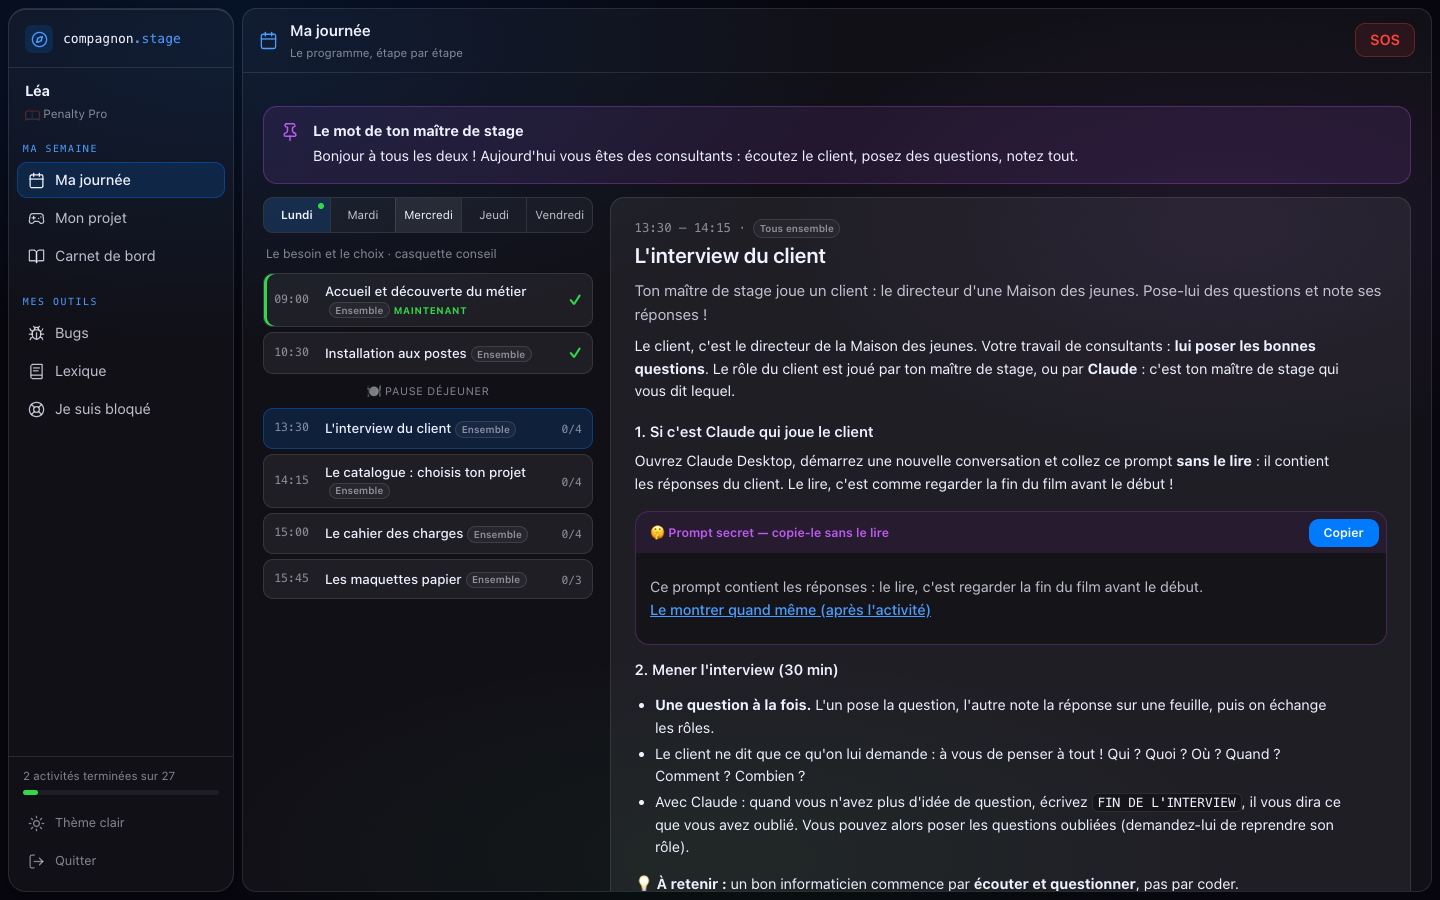 compagnon.stage
Léa
Penalty Pro
MA SEMAINE
Ma journée
Mon projet
Carnet de bord
MES OUTILS
Bugs
Lexique
Je suis bloqué
2 activités terminées sur 27
Thème clair
Quitter
Ma journée
Le programme, étape par étape
SOS
Le mot de ton maître de stage
Bonjour à tous les deux ! Aujourd'hui vous êtes des consultants : écoutez le client, posez des questions, notez tout.
Lundi Mardi Mercredi Jeudi Vendredi
Le besoin et le choix · casquette conseil
09:00 Accueil et découverte du métier
Ensemble MAINTENANT
10:30 Installation aux postes Ensemble
PAUSE DÉJEUNER
13:30 L'interview du client Ensemble 0/4
14:15 Le catalogue : choisis ton projet 0/4
Ensemble
15:00 Le cahier des charges Ensemble 0/4
15:45 Les maquettes papier Ensemble 0/3
13:30 — 14:15 · Tous ensemble
L'interview du client
Ton maître de stage joue un client : le directeur d'une Maison des jeunes. Pose-lui des questions et note ses
réponses !
Le client, c'est le directeur de la Maison des jeunes. Votre travail de consultants : lui poser les bonnes
questions. Le rôle du client est joué par ton maître de stage, ou par Claude : c'est ton maître de stage qui
vous dit lequel.
1. Si c'est Claude qui joue le client
Ouvrez Claude Desktop, démarrez une nouvelle conversation et collez ce prompt sans le lire : il contient
les réponses du client. Le lire, c'est comme regarder la fin du film avant le début !
🤫 Prompt secret — copie-le sans le lire
Copier
Ce prompt contient les réponses : le lire, c'est regarder la fin du film avant le début.
Le montrer quand même (après l'activité)
2. Mener l'interview (30 min)
• Une question à la fois. L'un pose la question, l'autre note la réponse sur une feuille, puis on échange
les rôles.
• Le client ne dit que ce qu'on lui demande : à vous de penser à tout ! Qui ? Quoi ? Où ? Quand ?
Comment ? Combien ?
• Avec Claude : quand vous n'avez plus d'idée de question, écrivez FIN DE L'INTERVIEW, il vous dira ce
que vous avez oublié. Vous pouvez alors poser les questions oubliées (demandez-lui de reprendre son
rôle).
💡 À retenir : un bon informaticien commence par écouter et questionner, pas par coder.